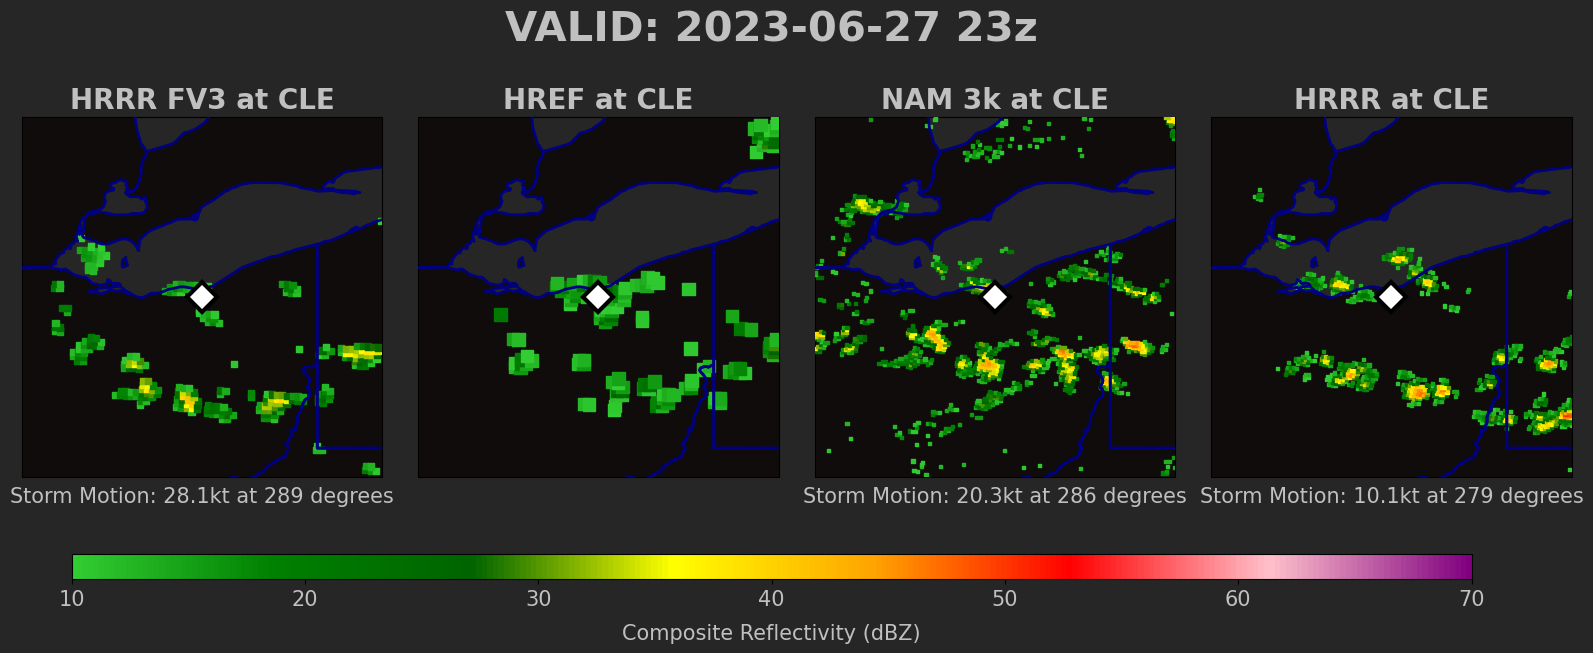 VALID: 2023-06-27 23z
HRRR FV3 at CLE
HREF at CLE
NAM 3k at CLE
HRRR at CLE
Storm Motion: 28.1kt at 289 degrees
Storm Motion: 20.3kt at 286 degrees
Storm Motion: 10.1kt at 279 degrees
10 20 30 40 50 60 70
Composite Reflectivity (dBZ)